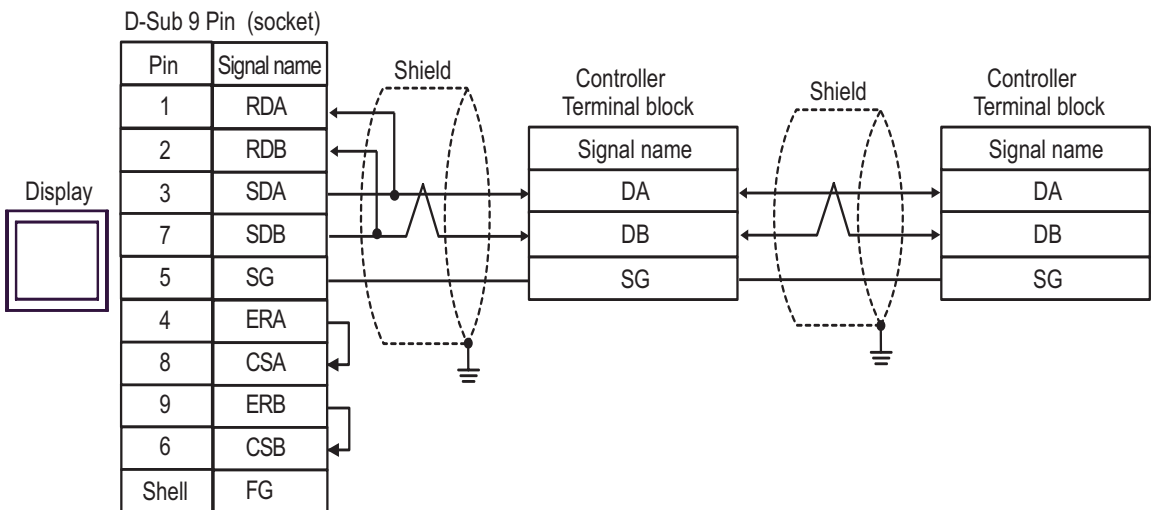 D-Sub 9 Pin (socket)
Pin Signal name
1 RDA
2 RDB
3 SDA
7 SDB
5 SG
4 ERA
8 CSA
9 ERB
6 CSB
Shell FG
Display
Shield
Controller
Terminal block
Signal name
DA
DB
SG
Shield
Controller
Terminal block
Signal name
DA
DB
SG